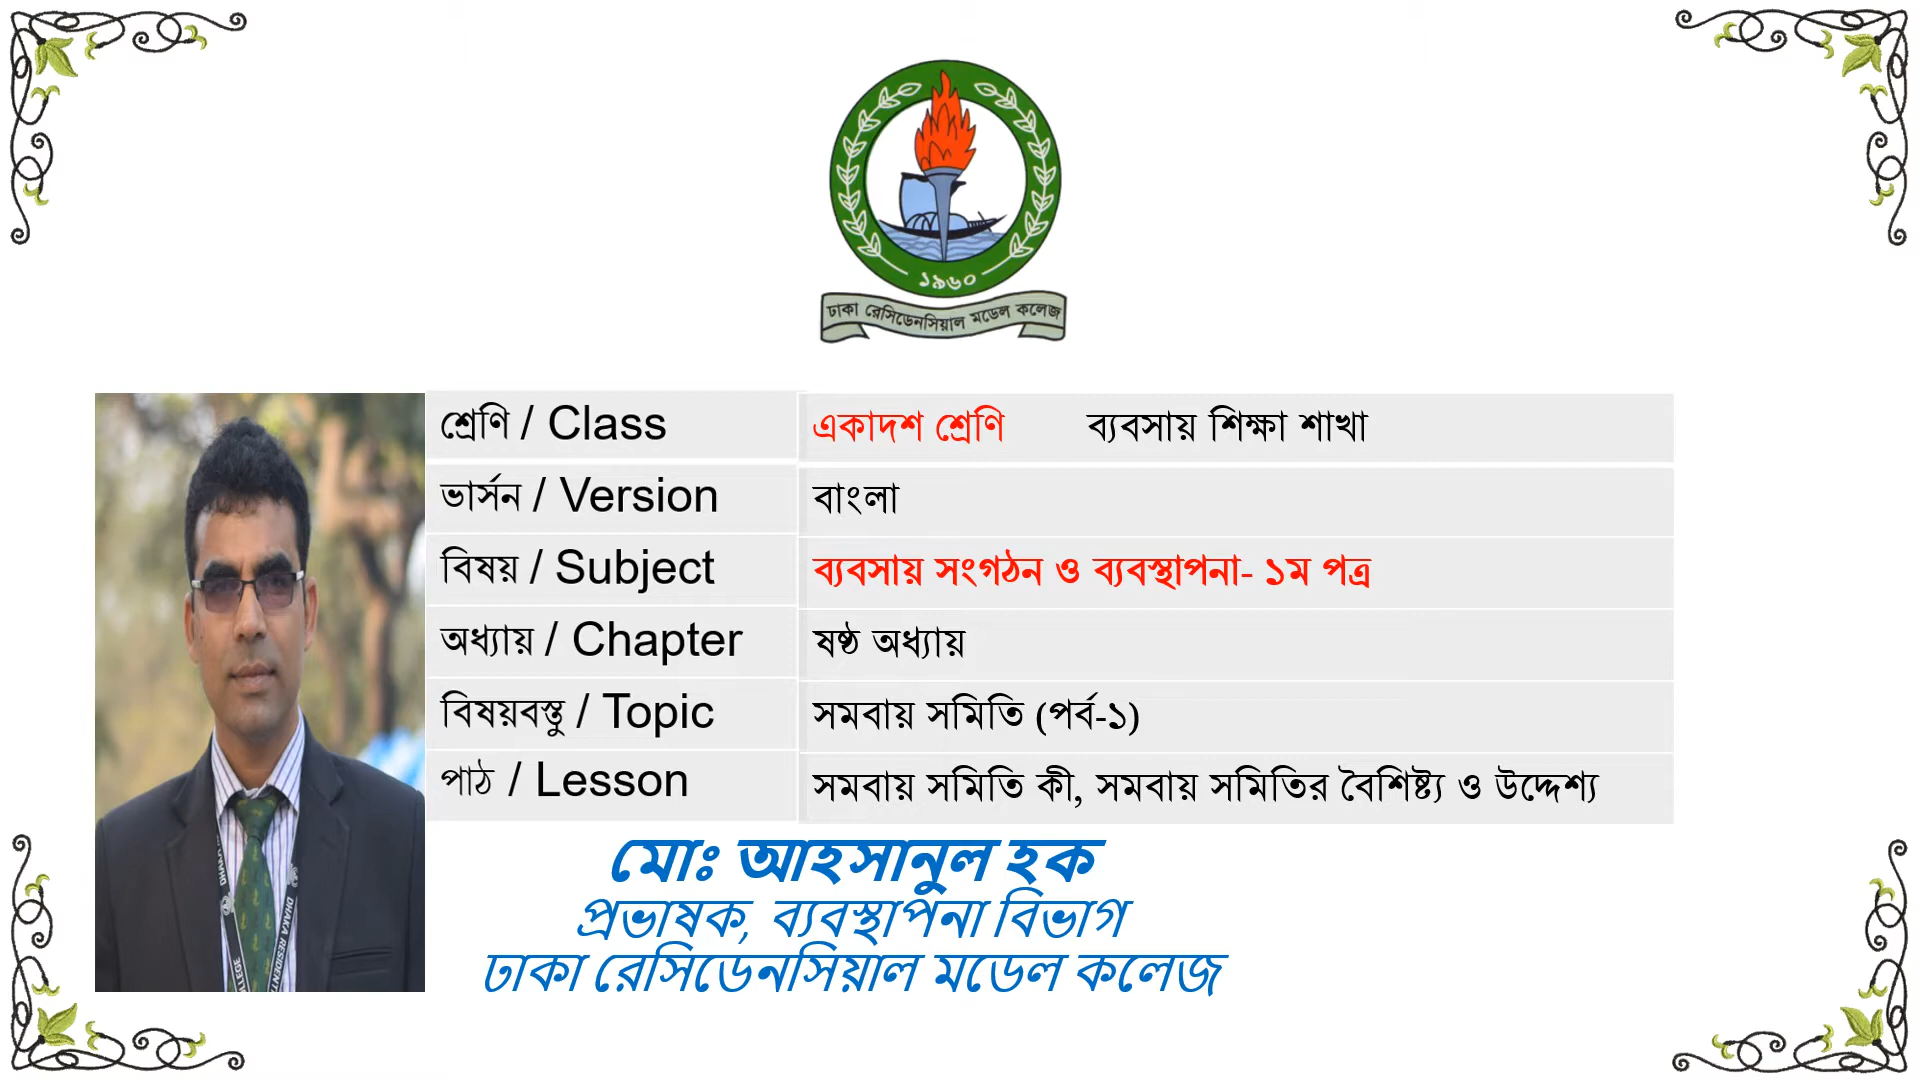 ১৯৬০
ঢাকা রেসিডেনসিয়াল মডেল কলেজ
শ্রেণি / Class একাদশ শ্রেণি ব্যবসায় শিক্ষা শাখা
ভার্সন / Version বাংলা
বিষয় / Subject ব্যবসায় সংগঠন ও ব্যবস্থাপনা- ১ম পত্র
অধ্যায় / Chapter ষষ্ঠ অধ্যায়
বিষয়বস্তু / Topic সমবায় সমিতি (পর্ব-১)
পাঠ / Lesson সমবায় সমিতি কী, সমবায় সমিতির বৈশিষ্ট্য ও উদ্দেশ্য
মোঃ আহসানুল হক
প্রভাষক, ব্যবস্থাপনা বিভাগ
ঢাকা রেসিডেনসিয়াল মডেল কলেজ